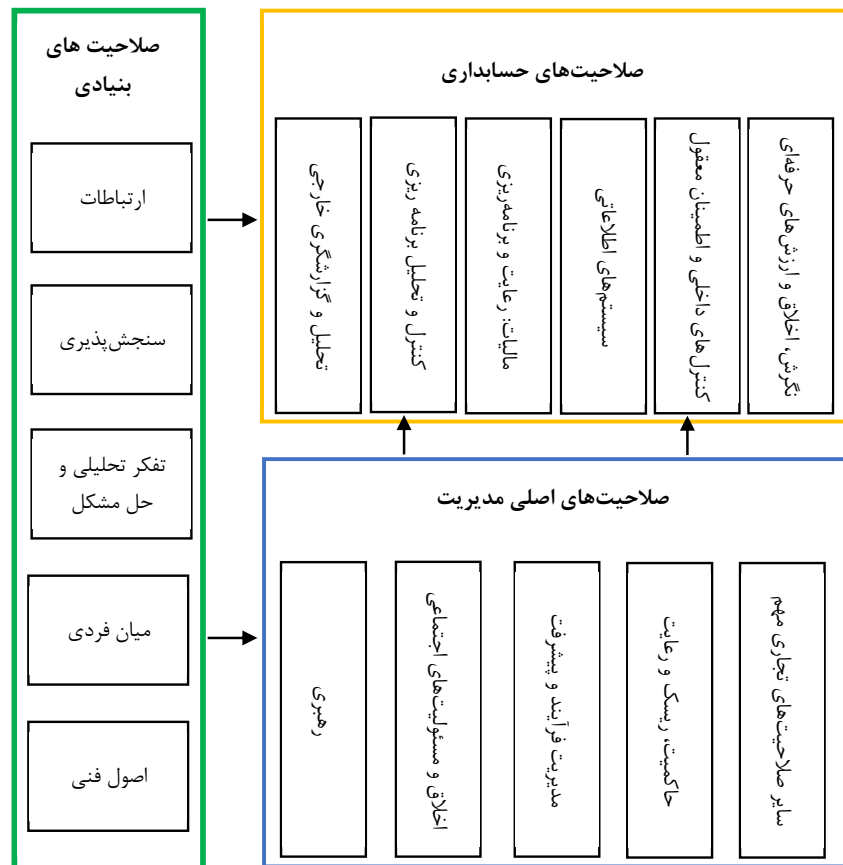 صلاحیت های
بنیادی
ارتباطات
سنجش‌پذیری
تفکر تحلیلی و
حل مشکل
میان فردی
اصول فنی
صلاحیت‌های حسابداری
نگرش، اخلاق و ارزش‌های حرفه‌ای
کنترل‌های داخلی و اطمینان معقول
سیستم‌های اطلاعاتی
مالیات: رعایت و برنامه‌ریزی
کنترل و تحلیل برنامه ریزی
تحلیل و گزارشگری خارجی
صلاحیت‌های اصلی مدیریت
سایر صلاحیت‌های تجاری مهم
حاکمیت، ریسک و رعایت
مدیریت فرآیند و پیشرفت
اخلاق و مسئولیت‌های اجتماعی
رهبری